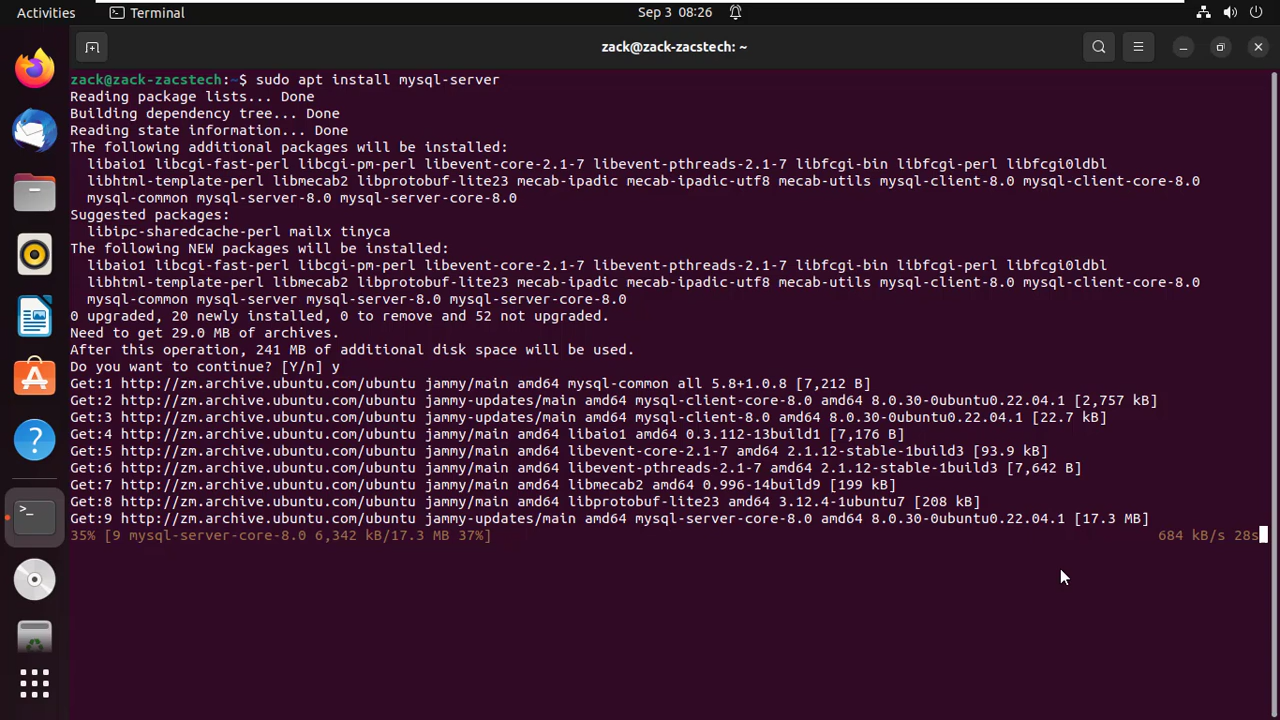 Activities
Terminal
Sep 3 08:26
zack@zack-zacstech: ~
zack@zack-zacstech:~$ sudo apt install mysql-server
Reading package lists... Done
Building dependency tree... Done
Reading state information... Done
The following additional packages will be installed:
libaio1 libcgi-fast-perl libcgi-pm-perl libevent-core-2.1-7 libevent-pthreads-2.1-7 libfcgi-bin libfcgi-perl libfcgi0ldbl
libhtml-template-perl libmecab2 libprotobuf-lite23 mecab-ipadic mecab-ipadic-utf8 mecab-utils mysql-client-8.0 mysql-client-core-8.0
mysql-common mysql-server-8.0 mysql-server-core-8.0
Suggested packages:
libipc-sharedcache-perl mailx tinyca
The following NEW packages will be installed:
libaio1 libcgi-fast-perl libcgi-pm-perl libevent-core-2.1-7 libevent-pthreads-2.1-7 libfcgi-bin libfcgi-perl libfcgi0ldbl
libhtml-template-perl libmecab2 libprotobuf-lite23 mecab-ipadic mecab-ipadic-utf8 mecab-utils mysql-client-8.0 mysql-client-core-8.0
mysql-common mysql-server mysql-server-8.0 mysql-server-core-8.0
0 upgraded, 20 newly installed, 0 to remove and 52 not upgraded.
Need to get 29.0 MB of archives.
After this operation, 241 MB of additional disk space will be used.
Do you want to continue? [Y/n] y
Get:1 http://zm.archive.ubuntu.com/ubuntu jammy/main amd64 mysql-common all 5.8+1.0.8 [7,212 B]
Get:2 http://zm.archive.ubuntu.com/ubuntu jammy-updates/main amd64 mysql-client-core-8.0 amd64 8.0.30-0ubuntu0.22.04.1 [2,757 kB]
Get:3 http://zm.archive.ubuntu.com/ubuntu jammy-updates/main amd64 mysql-client-8.0 amd64 8.0.30-0ubuntu0.22.04.1 [22.7 kB]
Get:4 http://zm.archive.ubuntu.com/ubuntu jammy/main amd64 libaio1 amd64 0.3.112-13build1 [7,176 B]
Get:5 http://zm.archive.ubuntu.com/ubuntu jammy/main amd64 libevent-core-2.1-7 amd64 2.1.12-stable-1build3 [93.9 kB]
Get:6 http://zm.archive.ubuntu.com/ubuntu jammy/main amd64 libevent-pthreads-2.1-7 amd64 2.1.12-stable-1build3 [7,642 B]
Get:7 http://zm.archive.ubuntu.com/ubuntu jammy/main amd64 libmecab2 amd64 0.996-14build9 [199 kB]
Get:8 http://zm.archive.ubuntu.com/ubuntu jammy/main amd64 libprotobuf-lite23 amd64 3.12.4-1ubuntu7 [208 kB]
Get:9 http://zm.archive.ubuntu.com/ubuntu jammy-updates/main amd64 mysql-server-core-8.0 amd64 8.0.30-0ubuntu0.22.04.1 [17.3 MB]
35% [9 mysql-server-core-8.0 6,342 kB/17.3 MB 37%] 684 kB/s 28s